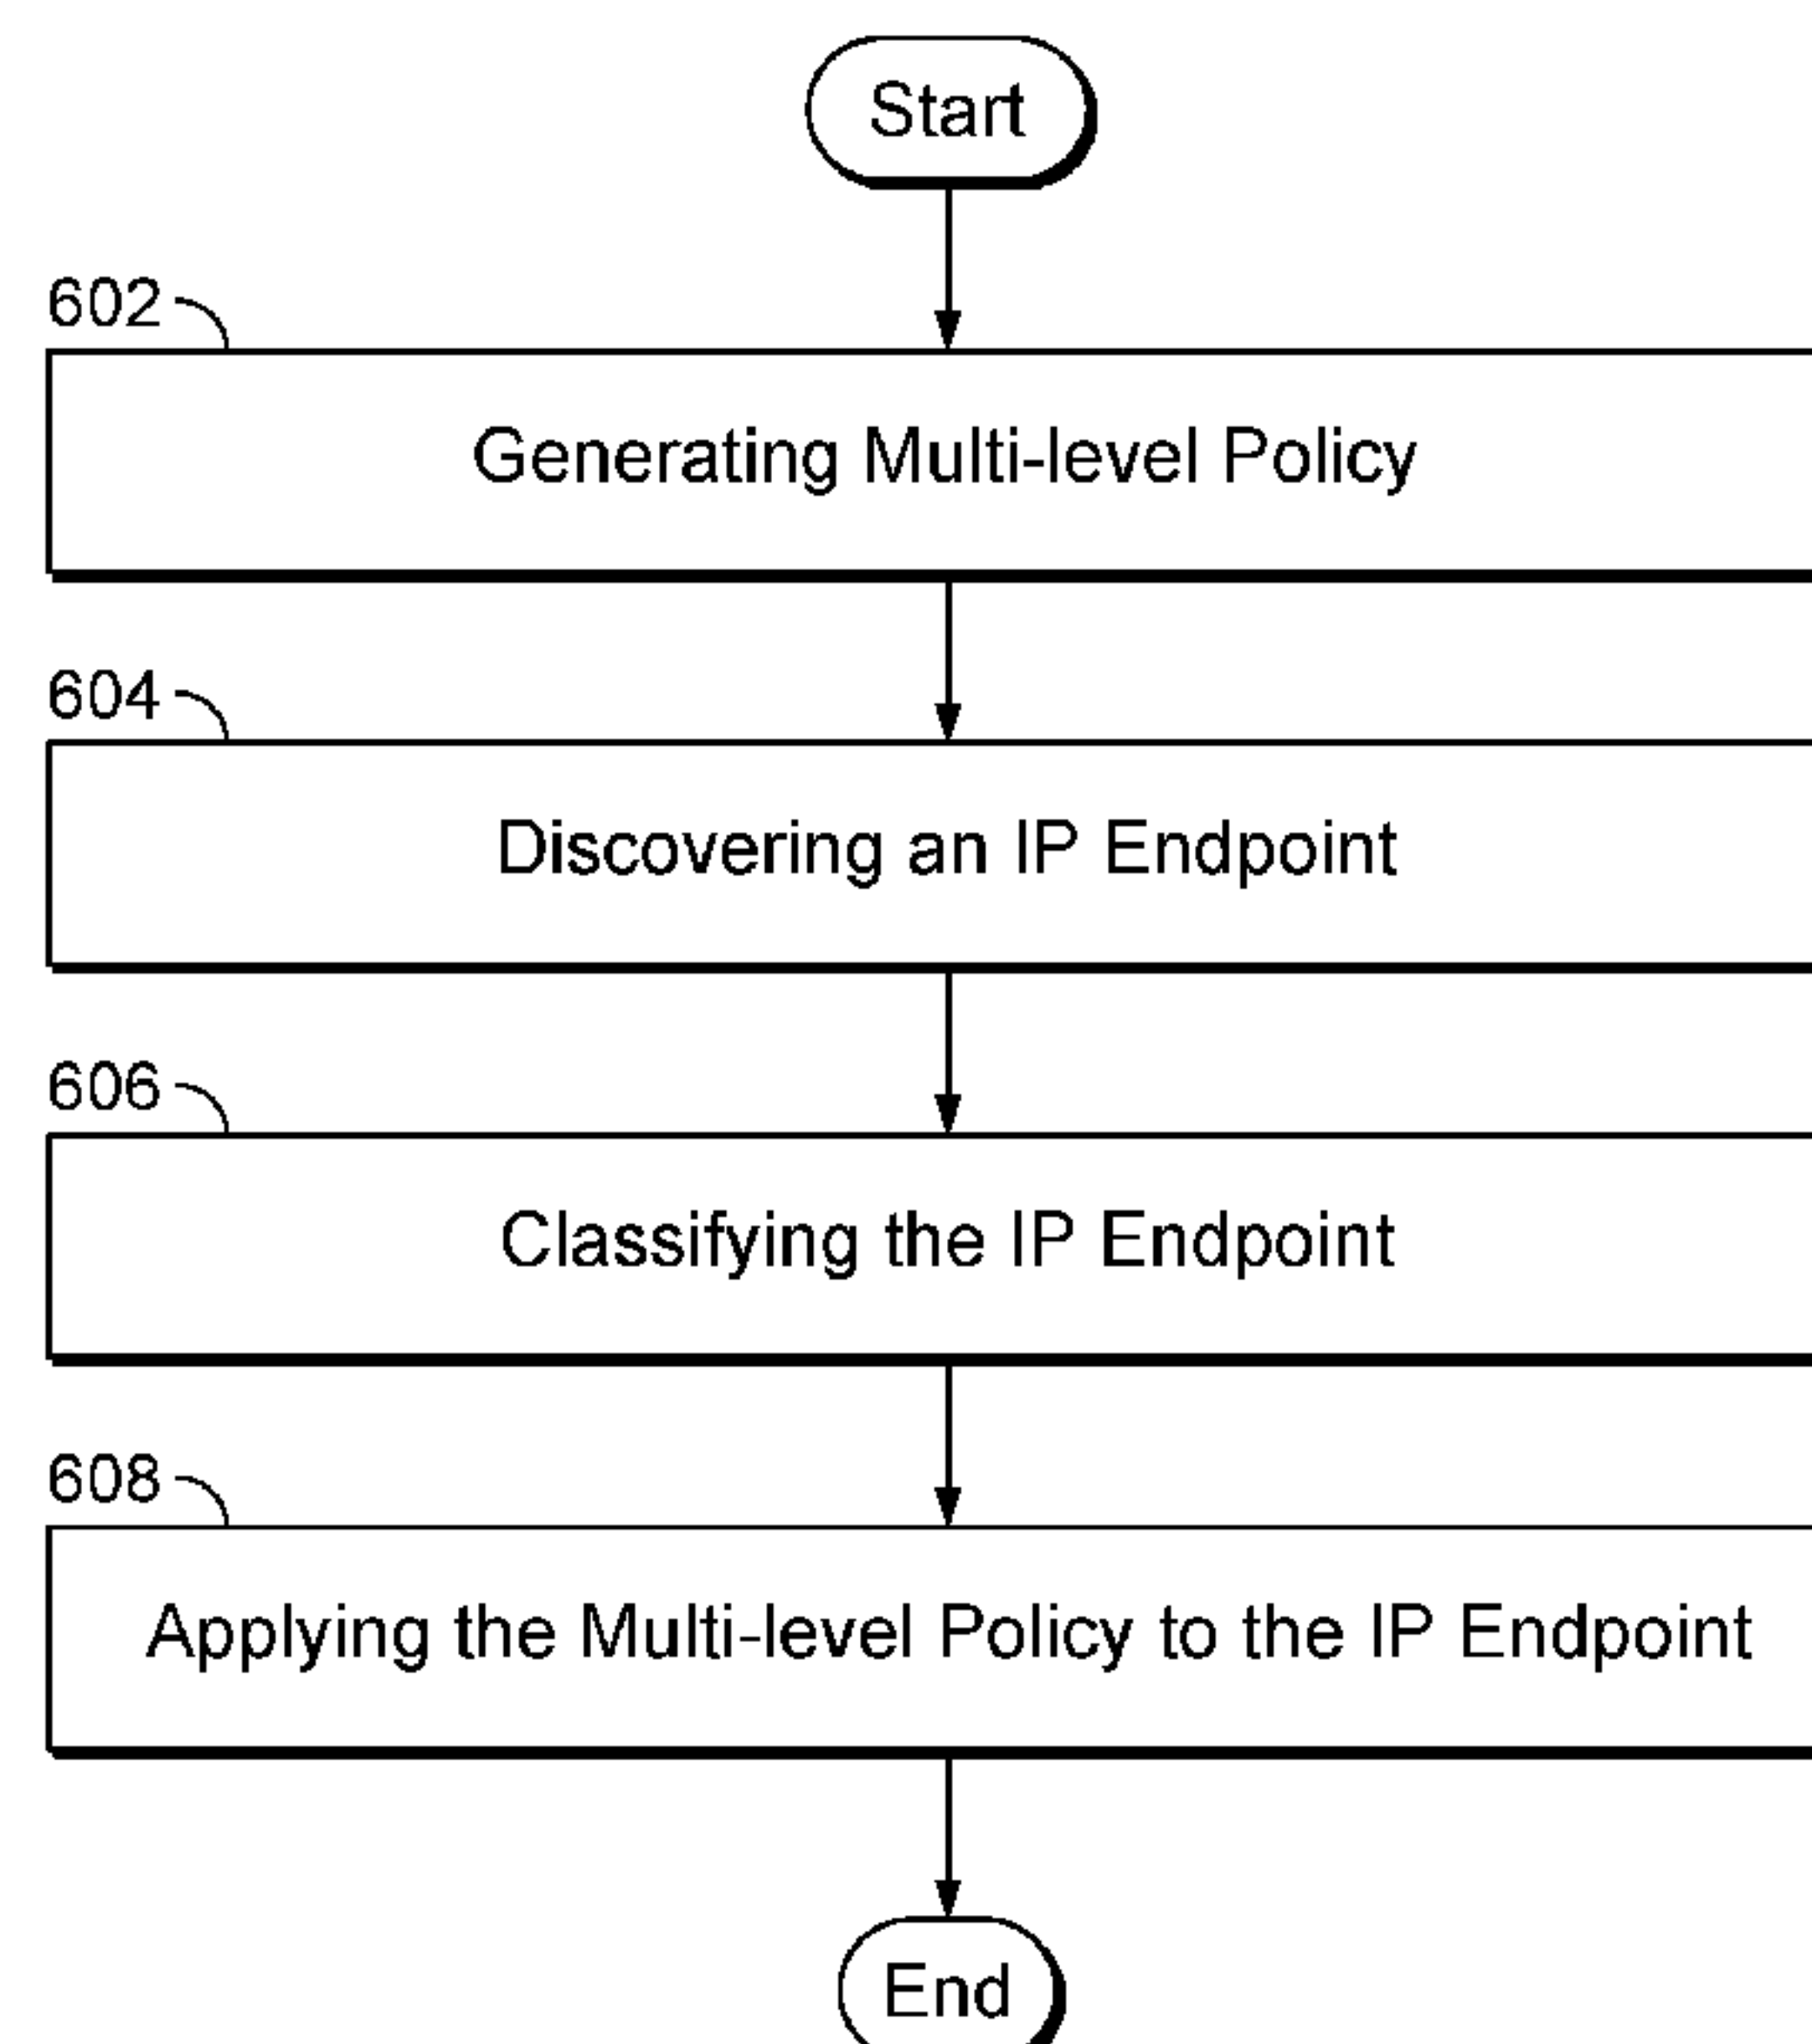 Start
602
Generating Multi-level Policy
604
Discovering an IP Endpoint
606
Classifying the IP Endpoint
608
Applying the Multi-level Policy to the IP Endpoint
End